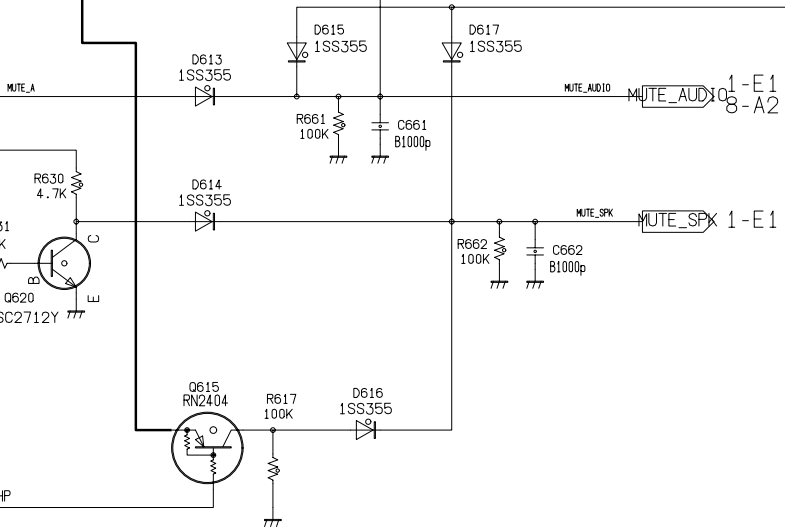 D615
1SS355
D617
1SS355
D613
1SS355
MUTE_A
MUTE_AUDIO
MUTE_AUDIO
1-E1
8-A2
R661
100K
C661
B1000p
R630
4.7K
D614
1SS355
MUTE_SPK
MUTE_SPK
1-E1
31
K
C
B
E
R662
100K
C662
B1000p
Q620
SC2712Y
Q615
RN2404
R617
100K
D616
1SS355
HP